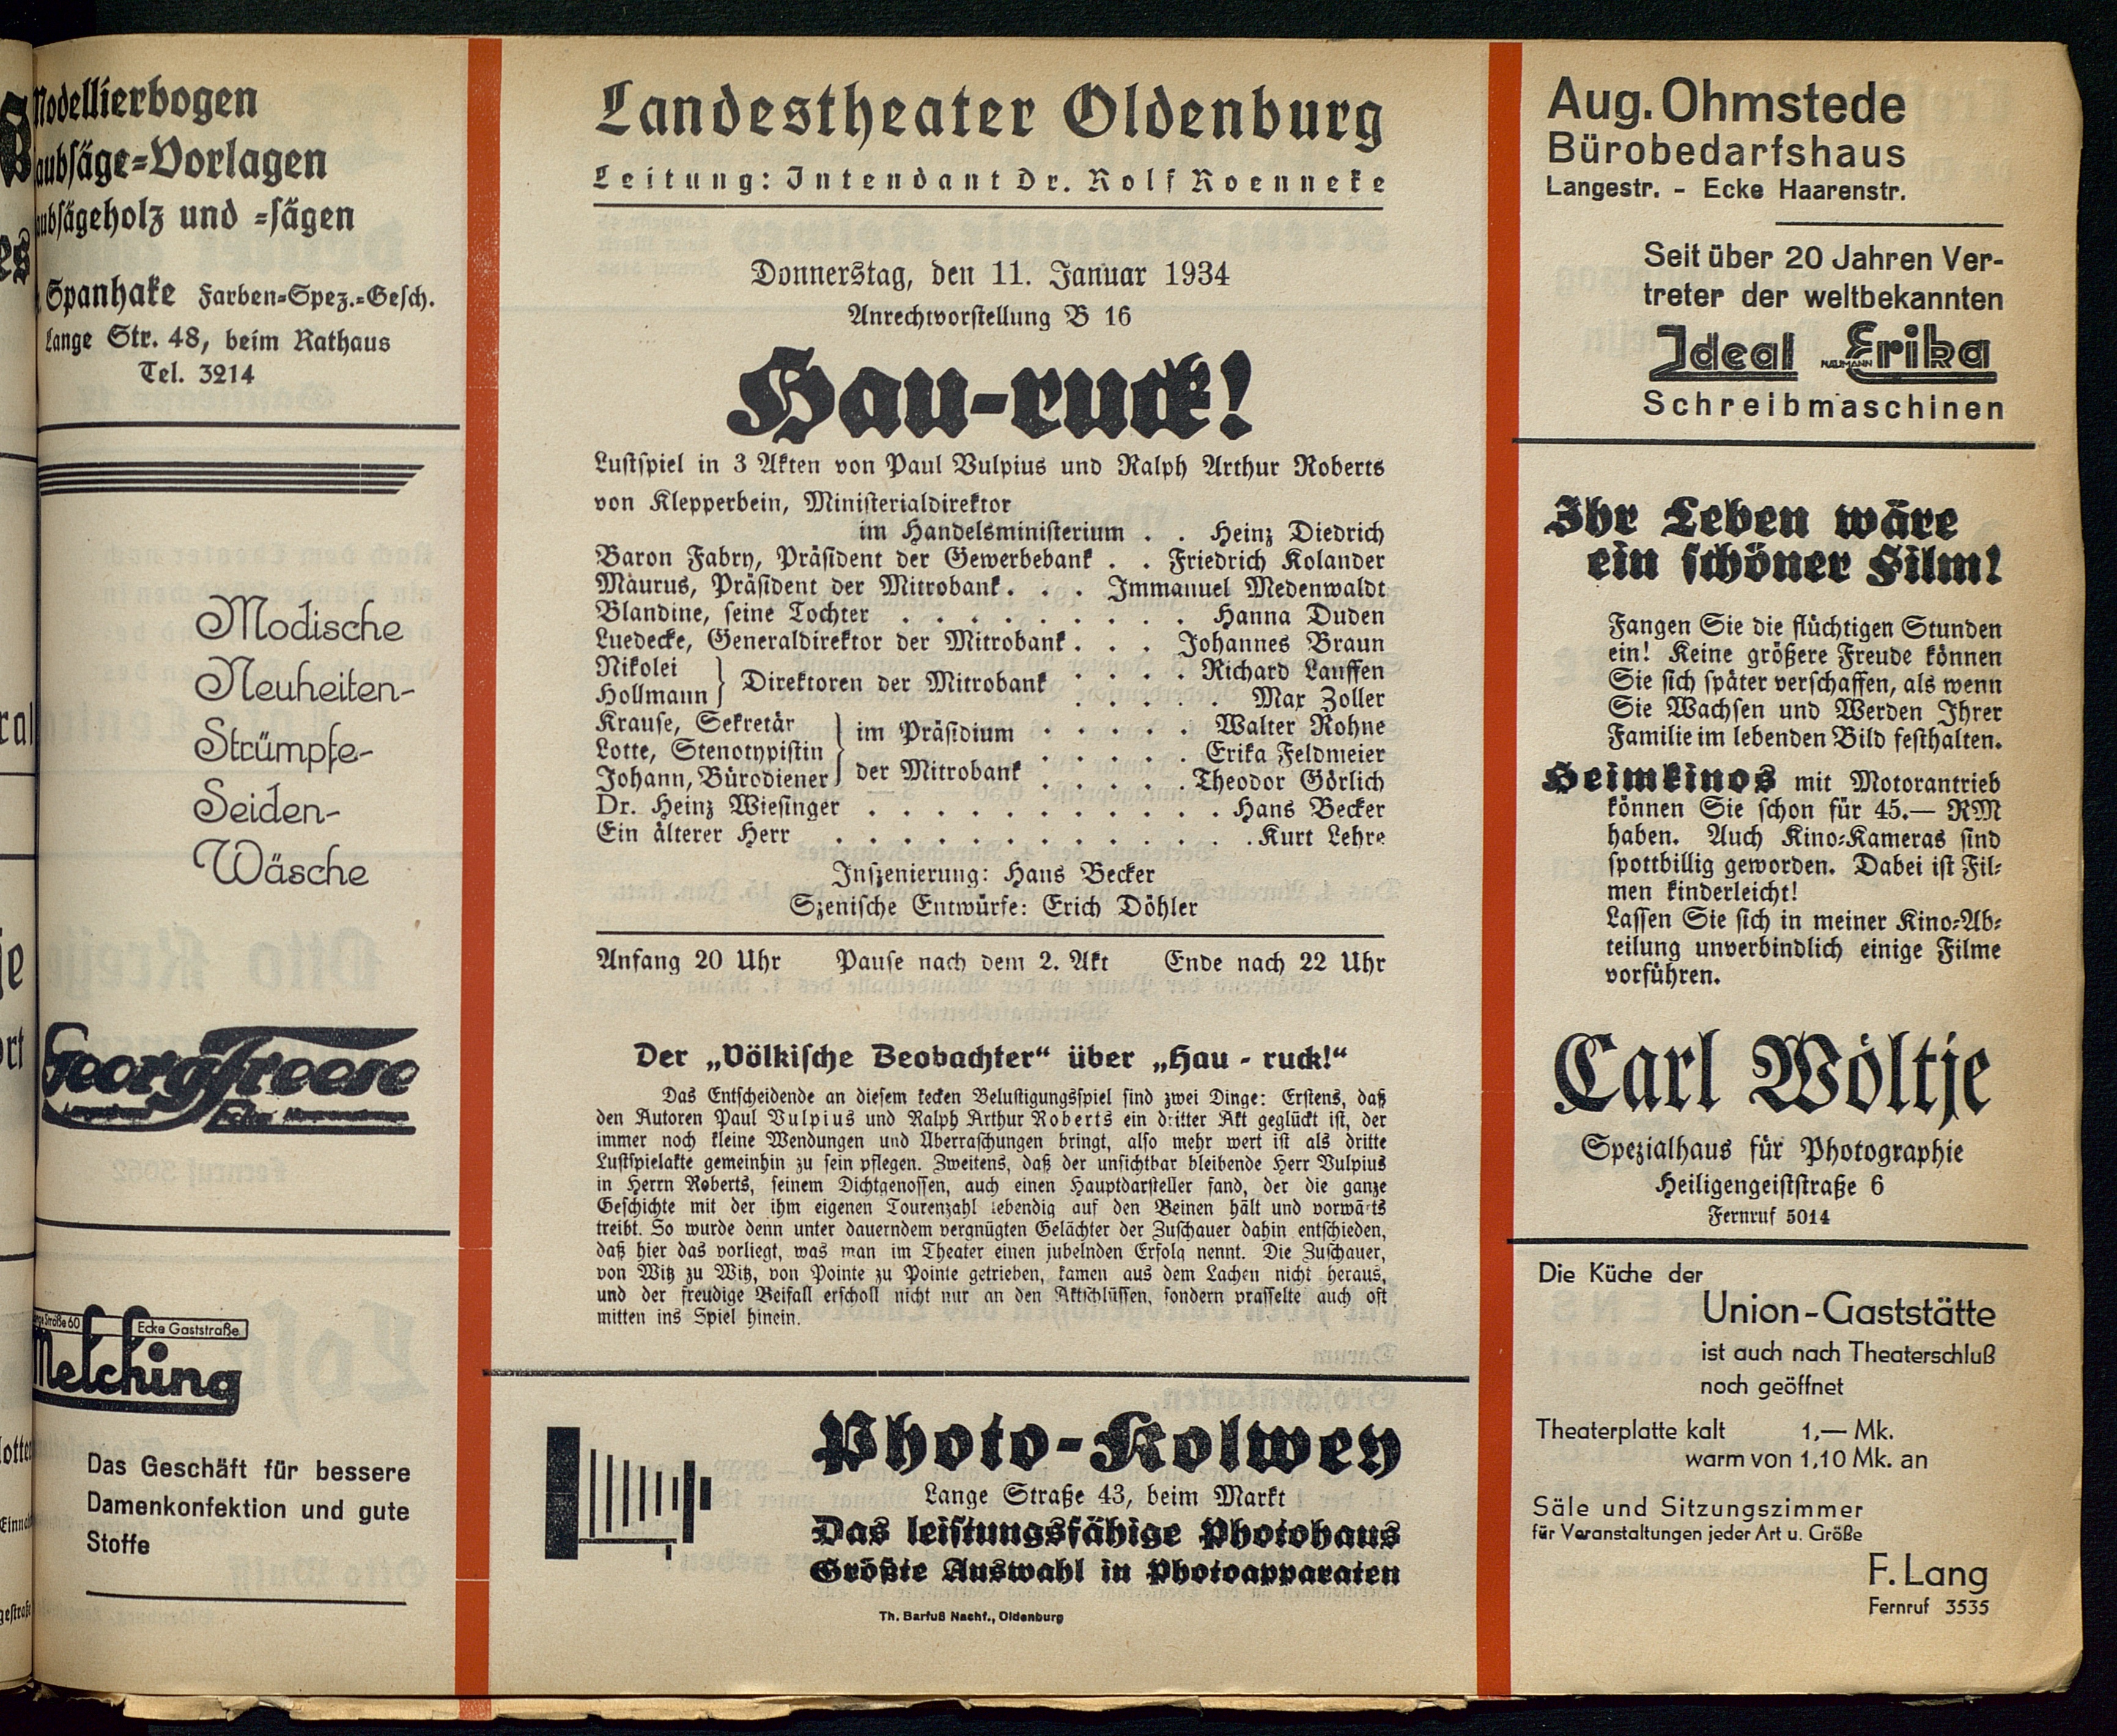 Modellierbogen
aubsäge-Vorlagen
ubsägeholz und -sägen
Spanhake Farben-Spez.-Gesch.
Lange Str. 48, beim Rathaus
Tel. 3214
Modische
Neuheiten-
Strümpfe-
Seiden-
Wäsche
Georg Freese
Ecke
Straße 60 Ecke Gaststraße
Melching
Das Geschäft für bessere
Damenkonfektion und gute
Stoffe
Landestheater Oldenburg
Leitung: Intendant Dr. Rolf Roenneke
Donnerstag, den 11. Januar 1934
Anrechtvorstellung B 16
Hau-ruck!
Lustspiel in 3 Akten von Paul Vulpius und Ralph Arthur Roberts
von Klepperbein, Ministerialdirektor
im Handelsministerium . . Heinz Diedrich
Baron Fabry, Präsident der Gewerbebank . . Friedrich Kolander
Maurus, Präsident der Mitrobank . . . Immanuel Medenwaldt
Blandine, seine Tochter . . . . . . . . . . Hanna Duden
Luedecke, Generaldirektor der Mitrobank . . . Johannes Braun
Nikolei } Direktoren der Mitrobank . . . . Richard Lauffen
Hollmann } . . . . . Max Zoller
Krause, Sekretär } im Präsidium . . . . . Walter Rohne
Lotte, Stenotypistin } . . . . . Erika Feldmeier
Johann, Bürodiener } der Mitrobank . . . . . Theodor Görlich
Dr. Heinz Wiesinger . . . . . . . . . . . Hans Becker
Ein älterer Herr . . . . . . . . . . . . . Kurt Lehre
Inszenierung: Hans Becker
Szenische Entwürfe: Erich Döhler
Anfang 20 Uhr Pause nach dem 2. Akt Ende nach 22 Uhr
Der „Völkische Beobachter“ über „Hau - ruck!“
Das Entscheidende an diesem kecken Belustigungsspiel sind zwei Dinge: Erstens, daß
den Autoren Paul Vulpius und Ralph Arthur Roberts ein dritter Akt geglückt ist, der
immer noch kleine Wendungen und Überraschungen bringt, also mehr wert ist als dritte
Lustspielakte gemeinhin zu sein pflegen. Zweitens, daß der unsichtbar bleibende Herr Vulpius
in Herrn Roberts, seinem Dichtgenossen, auch einen Hauptdarsteller fand, der die ganze
Geschichte mit der ihm eigenen Tourenzahl lebendig auf den Beinen hält und vorwärts
treibt. So wurde denn unter dauerndem vergnügten Gelächter der Zuschauer dahin entschieden,
daß hier das vorliegt, was man im Theater einen jubelnden Erfolg nennt. Die Zuschauer,
von Witz zu Witz, von Pointe zu Pointe getrieben, kamen aus dem Lachen nicht heraus,
und der freudige Beifall erscholl nicht nur an den Aktschlüssen, sondern prasselte auch oft
mitten ins Spiel hinein.
Photo-Kolwey
Lange Straße 43, beim Markt
Das leistungsfähige Photohaus
Größte Auswahl in Photoapparaten
Th. Barfuß Nachf., Oldenburg
Aug. Ohmstede
Bürobedarfshaus
Langestr. - Ecke Haarenstr.
Seit über 20 Jahren Ver-
treter der weltbekannten
Ideal Erika
Schreibmaschinen
Ihr Leben wäre
ein schöner Film!
Fangen Sie die flüchtigen Stunden
ein! Keine größere Freude können
Sie sich später verschaffen, als wenn
Sie Wachsen und Werden Ihrer
Familie im lebenden Bild festhalten.
Heimkinos mit Motorantrieb
können Sie schon für 45.— RM
haben. Auch Kino-Kameras sind
spottbillig geworden. Dabei ist Fil-
men kinderleicht!
Lassen Sie sich in meiner Kino-Ab-
teilung unverbindlich einige Filme
vorführen.
Carl Wöltje
Spezialhaus für Photographie
Heiligengeiststraße 6
Fernruf 5014
Die Küche der
Union-Gaststätte
ist auch nach Theaterschluß
noch geöffnet
Theaterplatte kalt 1,— Mk.
warm von 1,10 Mk. an
Säle und Sitzungszimmer
für Veranstaltungen jeder Art u. Größe
F. Lang
Fernruf 3535